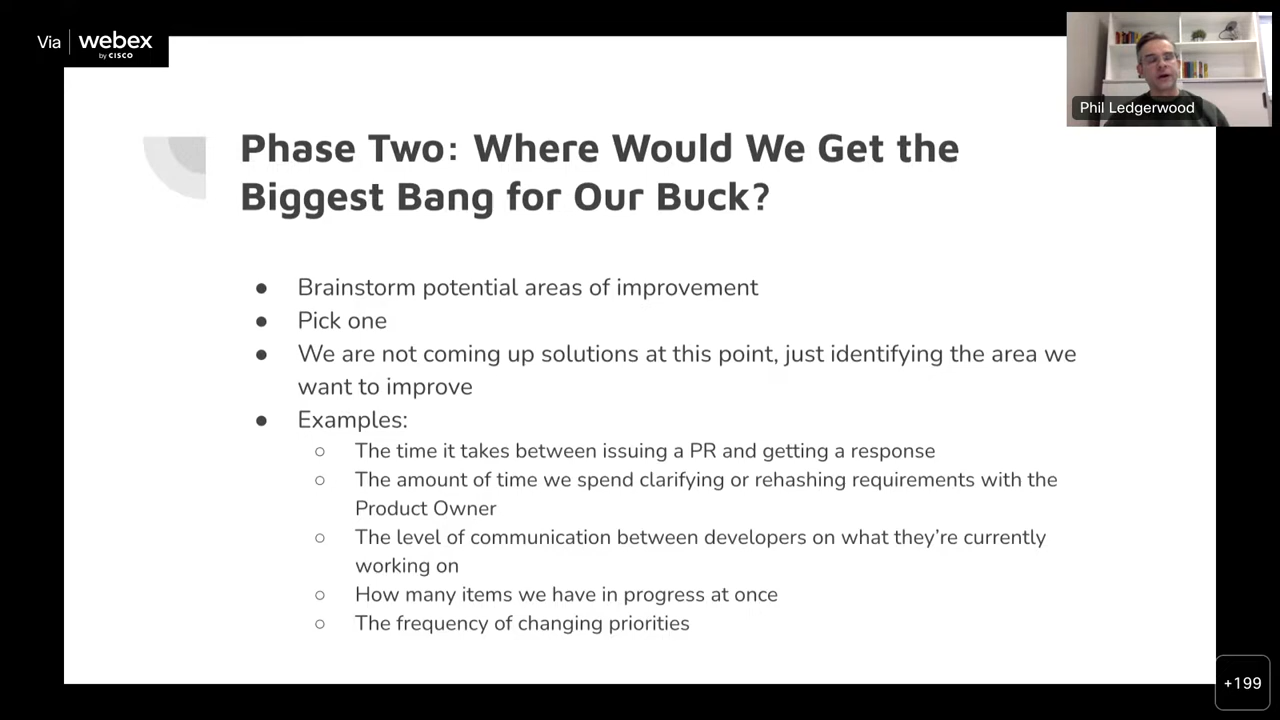 Via webex
by CISCO
Phil Ledgerwood
Phase Two: Where Would We Get the
Biggest Bang for Our Buck?
● Brainstorm potential areas of improvement
● Pick one
● We are not coming up solutions at this point, just identifying the area we
want to improve
● Examples:
○ The time it takes between issuing a PR and getting a response
○ The amount of time we spend clarifying or rehashing requirements with the
Product Owner
○ The level of communication between developers on what they’re currently
working on
○ How many items we have in progress at once
○ The frequency of changing priorities
+199